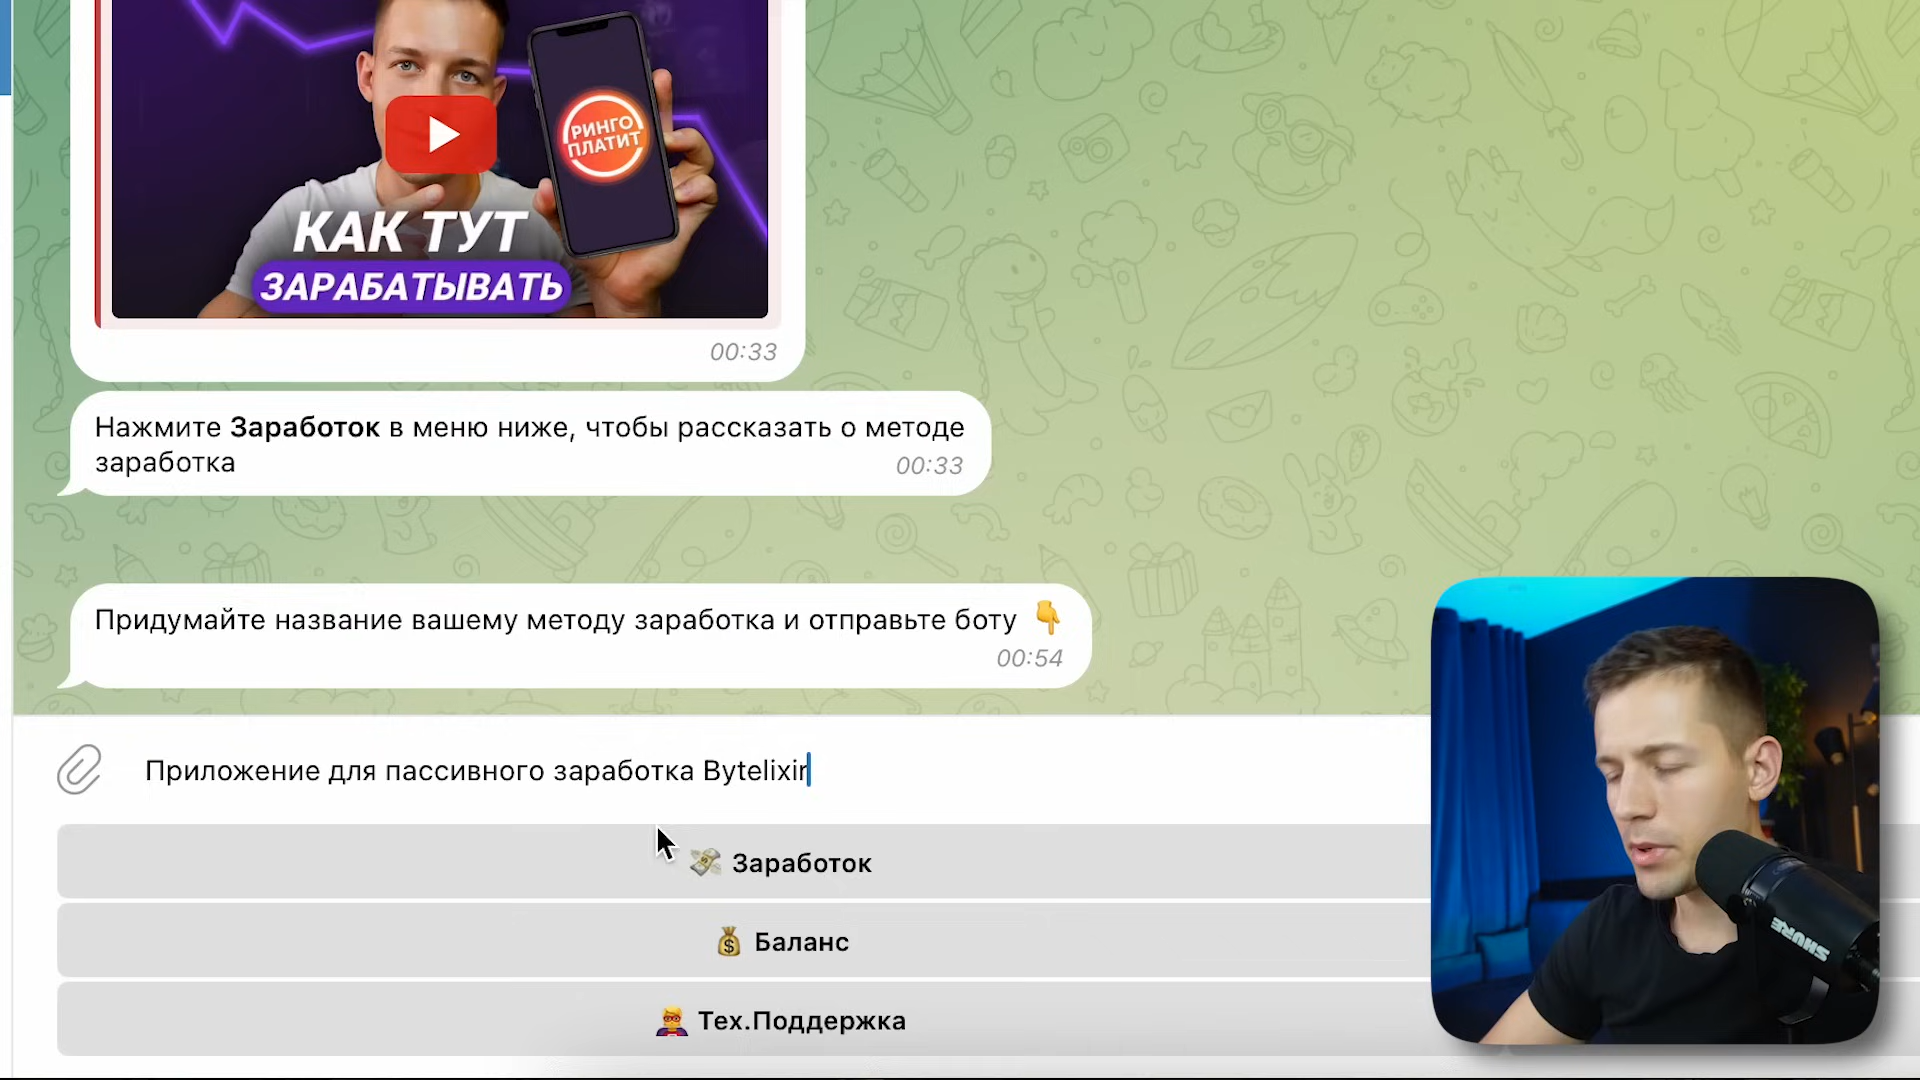 РИНГО
ПЛАТИТ
КАК ТУТ
ЗАРАБАТЫВАТЬ
00:33
Нажмите Заработок в меню ниже, чтобы рассказать о методе
заработка
00:33
Придумайте название вашему методу заработка и отправьте боту 👇
00:54
Приложение для пассивного заработка Bytelixir
💸 Заработок
💰 Баланс
🦸 Тех.Поддержка
SHURE